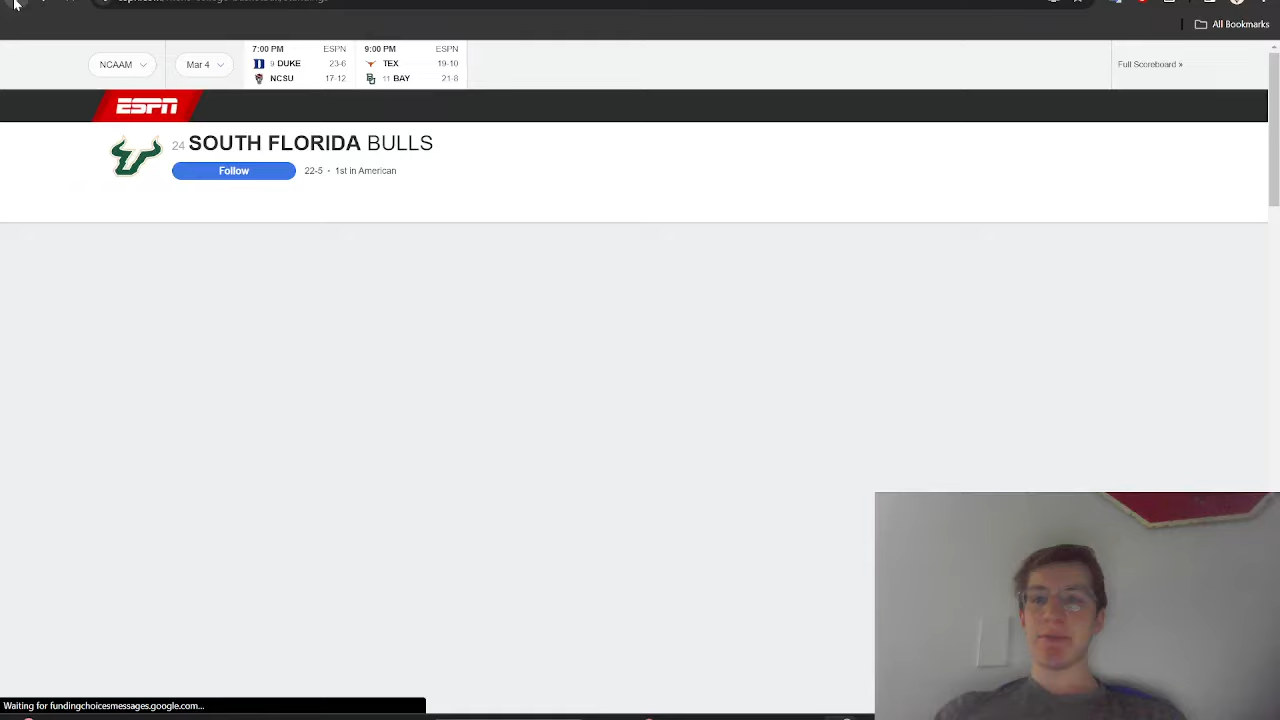 All Bookmarks
NCAAM
Mar 4
7:00 PM ESPN
9 DUKE 23-6
NCSU 17-12
9:00 PM ESPN
TEX 19-10
11 BAY 21-8
Full Scoreboard »
ESPN
24 SOUTH FLORIDA BULLS
Follow
22-5 · 1st in American
Waiting for fundingchoicesmessages.google.com...